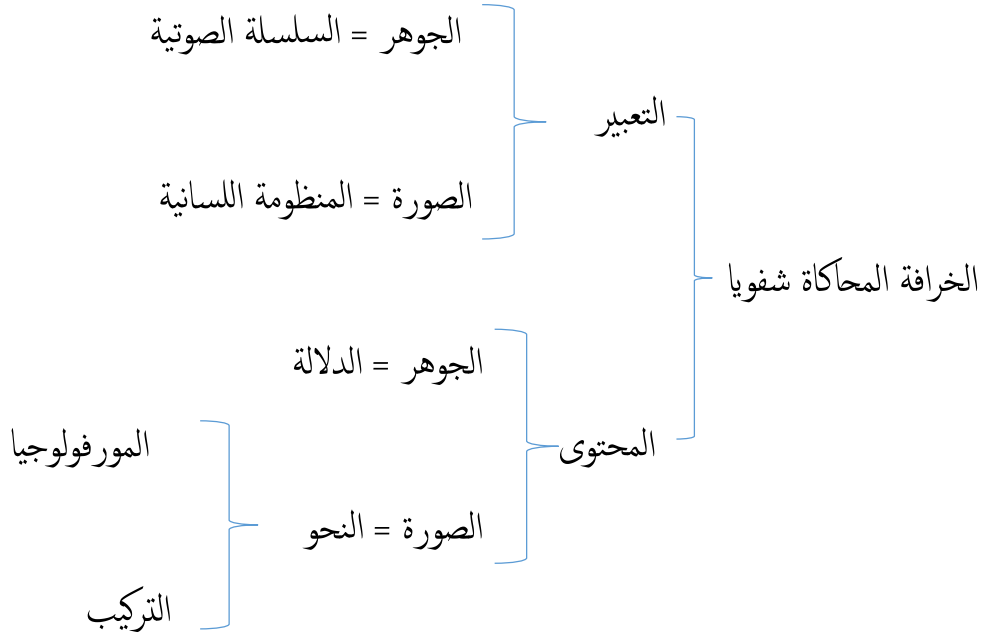 الجوهر = السلسلة الصوتية
التعبير
الصورة = المنظومة اللسانية
الخرافة المحاكاة شفويا
الجوهر = الدلالة
المحتوى
المورفولوجيا
الصورة = النحو
التركيب